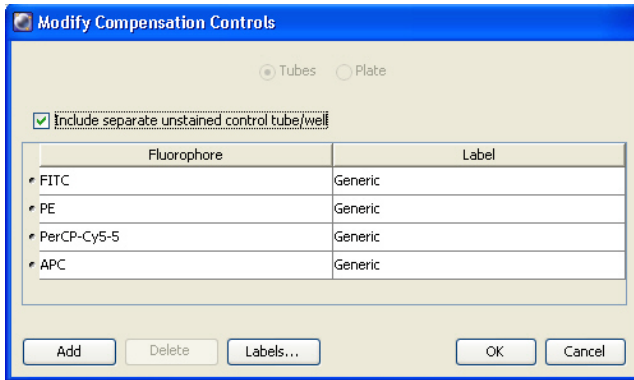 Modify Compensation Controls
Tubes Plate
Include separate unstained control tube/well
Fluorophore Label
FITC Generic
PE Generic
PerCP-Cy5-5 Generic
APC Generic
Add Delete Labels... OK Cancel